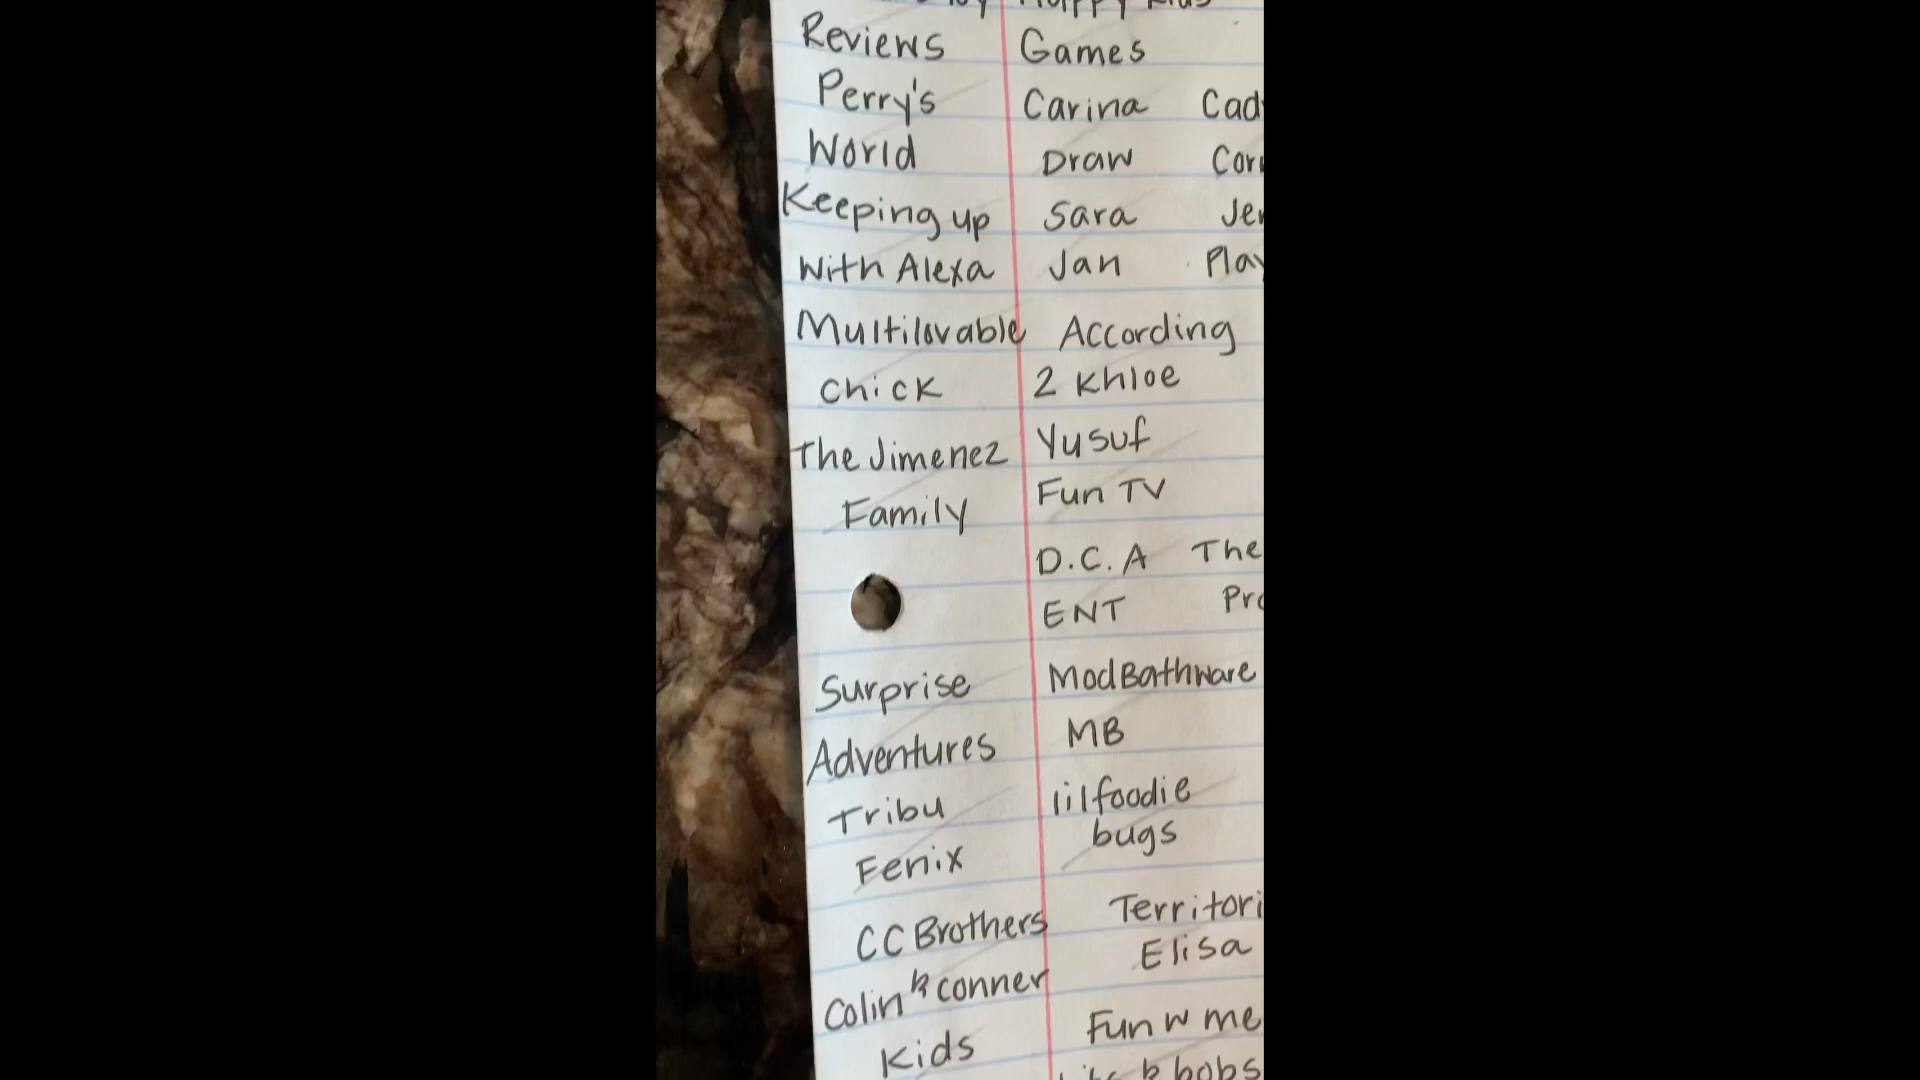 Reviews
Perry's
World
Keeping up
With Alexa
Multilovable
Chick
The Jimenez
Family
Surprise
Adventures
Tribu
Fenix
CC Brothers
Colin & conner
Kids
Games
Carina
Draw
Sara
Jan
According
2 Khloe
Yusuf
Fun TV
D.C.A The
ENT
ModBathware
MB
lilfoodie
bugs
Elisa
Fun w me
& bobs